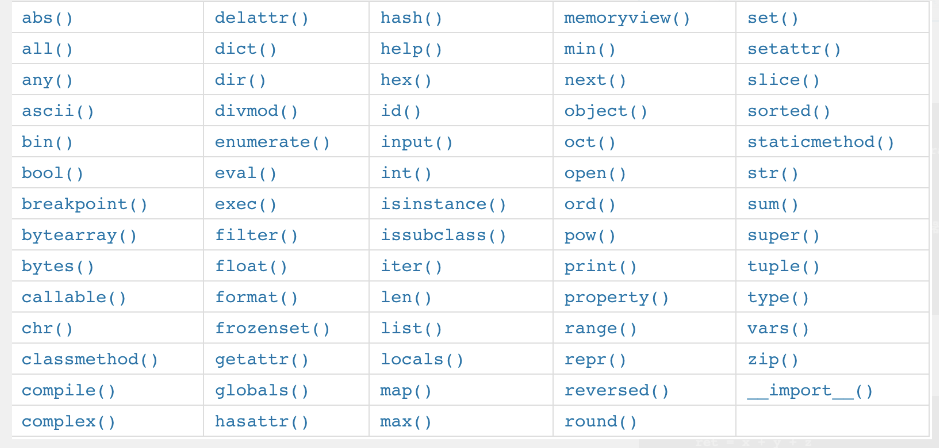 abs() delattr() hash() memoryview() set()
all() dict() help() min() setattr()
any() dir() hex() next() slice()
ascii() divmod() id() object() sorted()
bin() enumerate() input() oct() staticmethod()
bool() eval() int() open() str()
breakpoint() exec() isinstance() ord() sum()
bytearray() filter() issubclass() pow() super()
bytes() float() iter() print() tuple()
callable() format() len() property() type()
chr() frozenset() list() range() vars()
classmethod() getattr() locals() repr() zip()
compile() globals() map() reversed() __import__()
complex() hasattr() max() round()